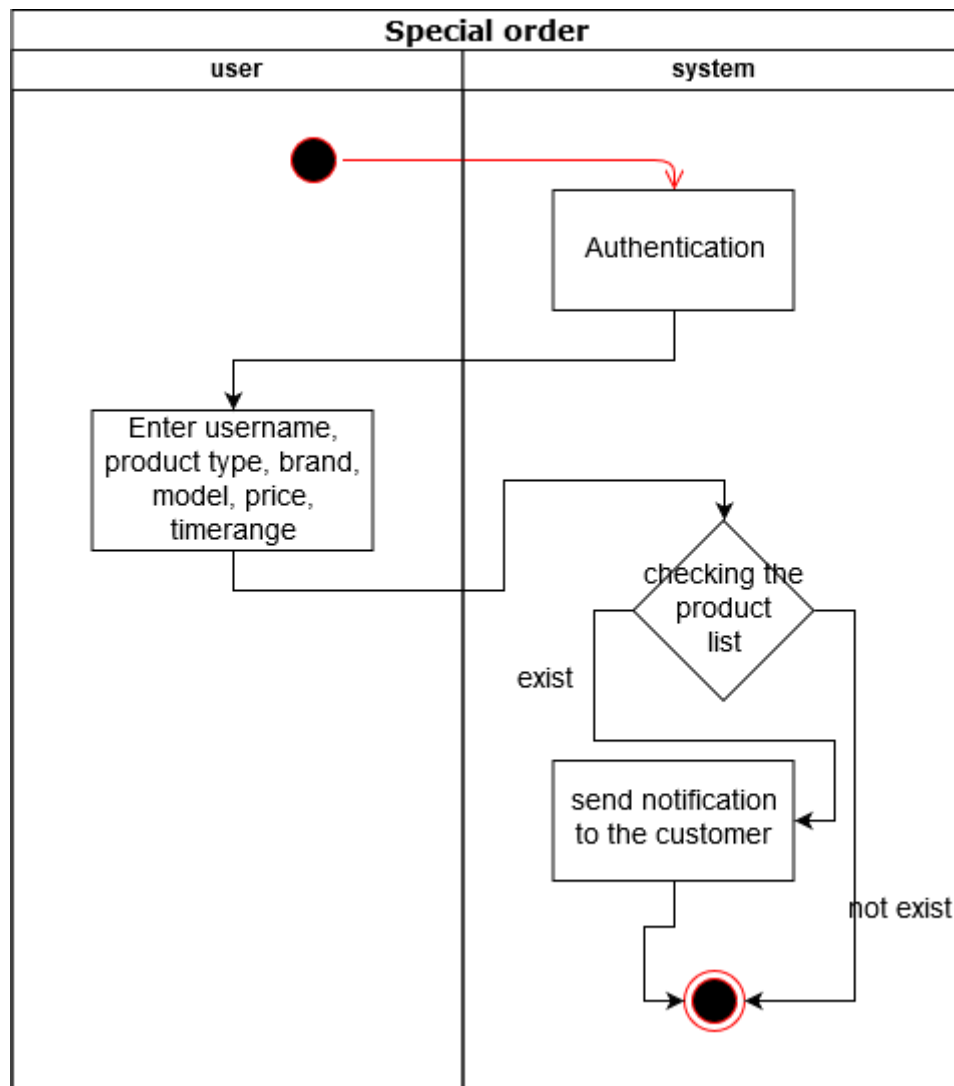 Special order
user
system
Authentication
Enter username,
product type, brand,
model, price,
timerange
checking the
product
list
exist
send notification
to the customer
not exist